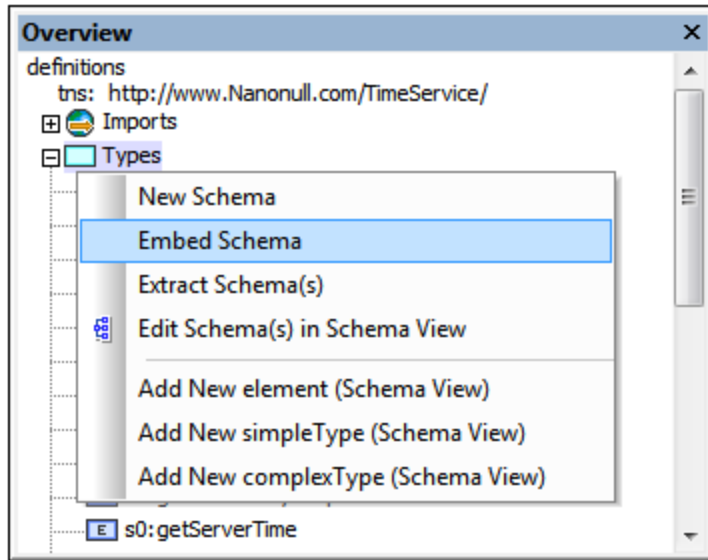 Overview
definitions
tns: http://www.Nanonull.com/TimeService/
Imports
Types
New Schema
Embed Schema
Extract Schema(s)
Edit Schema(s) in Schema View
Add New element (Schema View)
Add New simpleType (Schema View)
Add New complexType (Schema View)
E s0:getServerTime